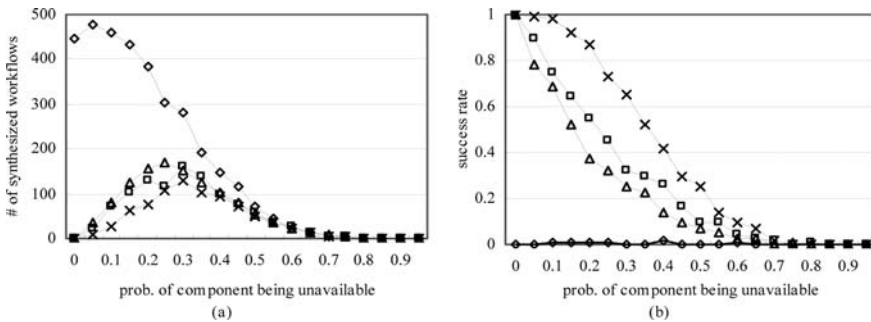 500
400
300
200
100
0
# of synthesized workflows
0 0.1 0.2 0.3 0.4 0.5 0.6 0.7 0.8 0.9
prob. of component being unavailable
(a)
1
0.8
0.6
0.4
0.2
0
success rate
0 0.1 0.2 0.3 0.4 0.5 0.6 0.7 0.8 0.9
prob. of component being unavailable
(b)